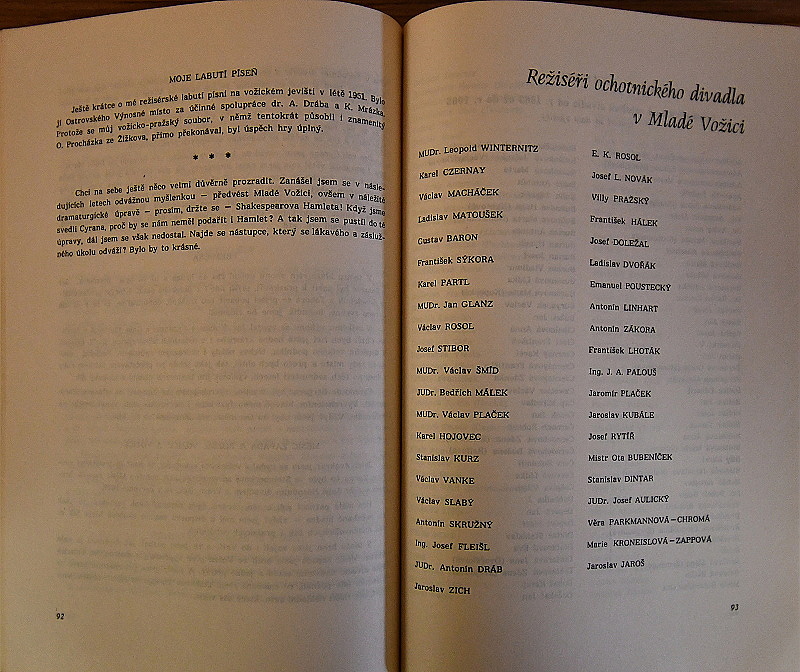 MOJE LABUTÍ PÍSEŇ
Ještě krátce o mé režisérské labutí písni na vožickém jevišti v létě 1951. Bylo
jí Ostrovského Výnosné místo za účinné spolupráce dr. A. Drába a K. Mrázka.
Protože se můj vožicko-pražský soubor, v němž tentokrát působil i znamenitý
O. Procházka ze Žižkova, přímo překonával, byl úspěch hry úplný.
* * *
Chci na sebe ještě něco velmi důvěrně prozradit. Zanášel jsem se v násle-
dujících letech odvážnou myšlenkou — předvést Mladé Vožici, ovšem v náležité
dramaturgické úpravě — prosím, držte se — Shakespearova Hamleta! Když jsme
svedli Cyrana, proč by se nám neměl podařit i Hamlet? A tak jsem se pustil do té
úpravy, dál jsem se však nedostal. Najde se nástupce, který se lákavého a zásluž-
ného úkolu odváží? Bylo by to krásné.
92
Režiséři ochotnického divadla
v Mladé Vožici
MUDr. Leopold WINTERNITZ
Karel CZERNAY
Václav MACHÁČEK
Ladislav MATOUŠEK
Gustav BARON
František SÝKORA
Karel PARTL
MUDr. Jan GLANZ
Václav ROSOL
Josef STIBOR
MUDr. Václav ŠMÍD
JUDr. Bedřich MÁLEK
MUDr. Václav PLAČEK
Karel HOJOVEC
Stanislav KURZ
Václav VANKE
Václav SLABÝ
Antonín SKRUŽNÝ
Ing. Josef FLEIŠL
JUDr. Antonín DRÁB
Jaroslav ZICH
E. K. ROSOL
Josef L. NOVÁK
Villy PRAŽSKÝ
František HÁLEK
Josef DOLEŽAL
Ladislav DVOŘÁK
Emanuel POUSTECKÝ
Antonín LINHART
Antonín ZÁKORA
František LHOTÁK
Ing. J. A. PALOUŠ
Jaromír PLAČEK
Jaroslav KUBÁLE
Josef RYTÍŘ
Mistr Ota BUBENÍČEK
Stanislav DINTAR
JUDr. Josef AULICKÝ
Věra PARKMANNOVÁ—CHROMÁ
Marie KRONEISLOVÁ—ZAPPOVÁ
Jaroslav JAROŠ
93